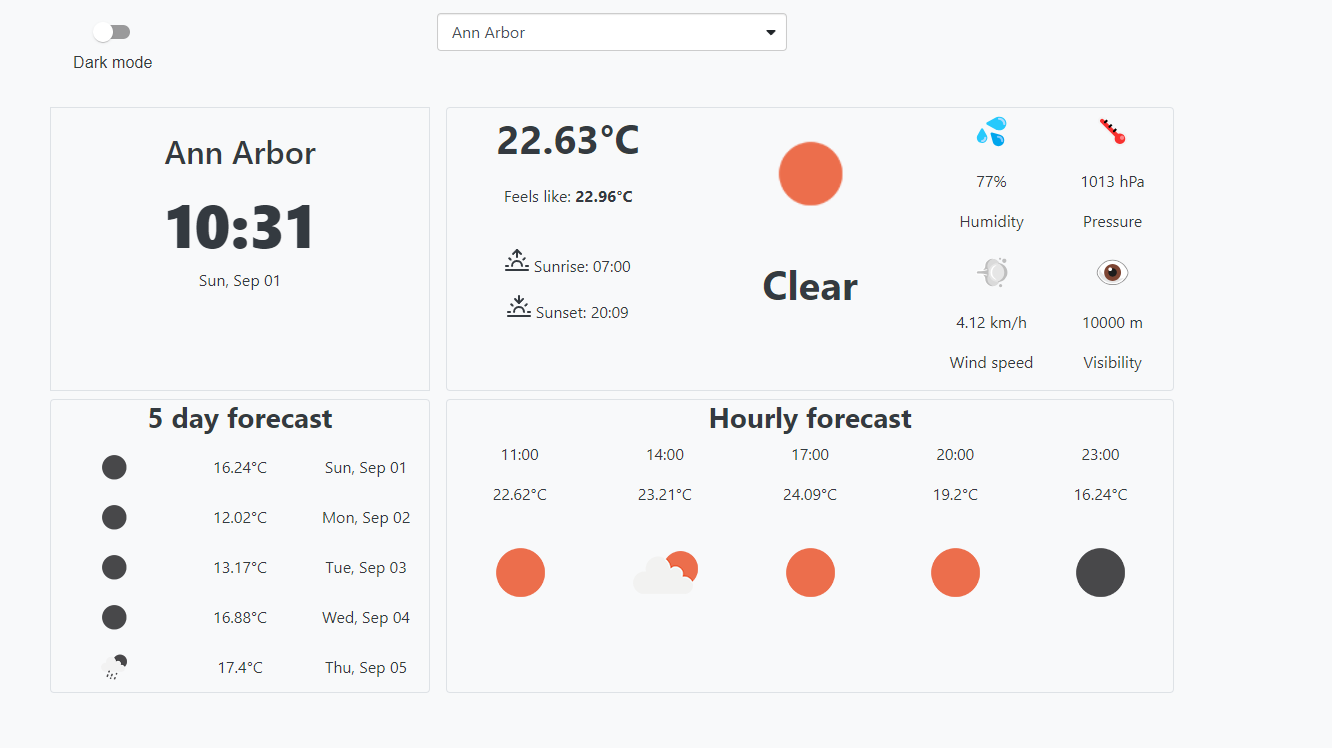 Dark mode
Ann Arbor
Ann Arbor
10:31
Sun, Sep 01
22.63°C
Feels like: 22.96°C
Sunrise: 07:00
Sunset: 20:09
Clear
77%
Humidity
1013 hPa
Pressure
4.12 km/h
Wind speed
10000 m
Visibility
5 day forecast
16.24°C Sun, Sep 01
12.02°C Mon, Sep 02
13.17°C Tue, Sep 03
16.88°C Wed, Sep 04
17.4°C Thu, Sep 05
Hourly forecast
11:00 14:00 17:00 20:00 23:00
22.62°C 23.21°C 24.09°C 19.2°C 16.24°C